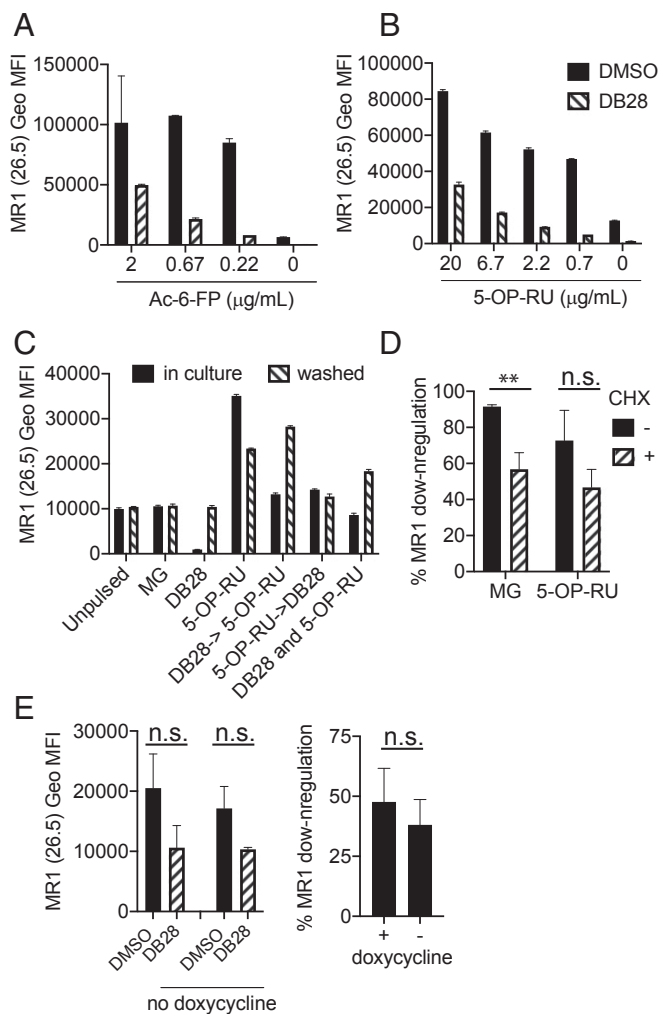 A
MR1 (26.5) Geo MFI
150000
100000
50000
0
2 0.67 0.22 0
Ac-6-FP (μg/mL)
B
MR1 (26.5) Geo MFI
100000
80000
60000
40000
20000
0
20 6.7 2.2 0.7 0
5-OP-RU (μg/mL)
DMSO
DB28
C
MR1 (26.5) Geo MFI
40000
30000
20000
10000
0
in culture washed
Unpulsed
MG
DB28
5-OP-RU
DB28-> 5-OP-RU
5-OP-RU->DB28
DB28 and 5-OP-RU
D
% MR1 dow-nregulation
100
80
60
40
20
0
** n.s.
MG 5-OP-RU
CHX
-
+
E
MR1 (26.5) Geo MFI
30000
20000
10000
0
n.s. n.s.
DMSO DB28 DMSO DB28
no doxycycline
% MR1 dow-nregulation
75
50
25
0
n.s.
+ -
doxycycline